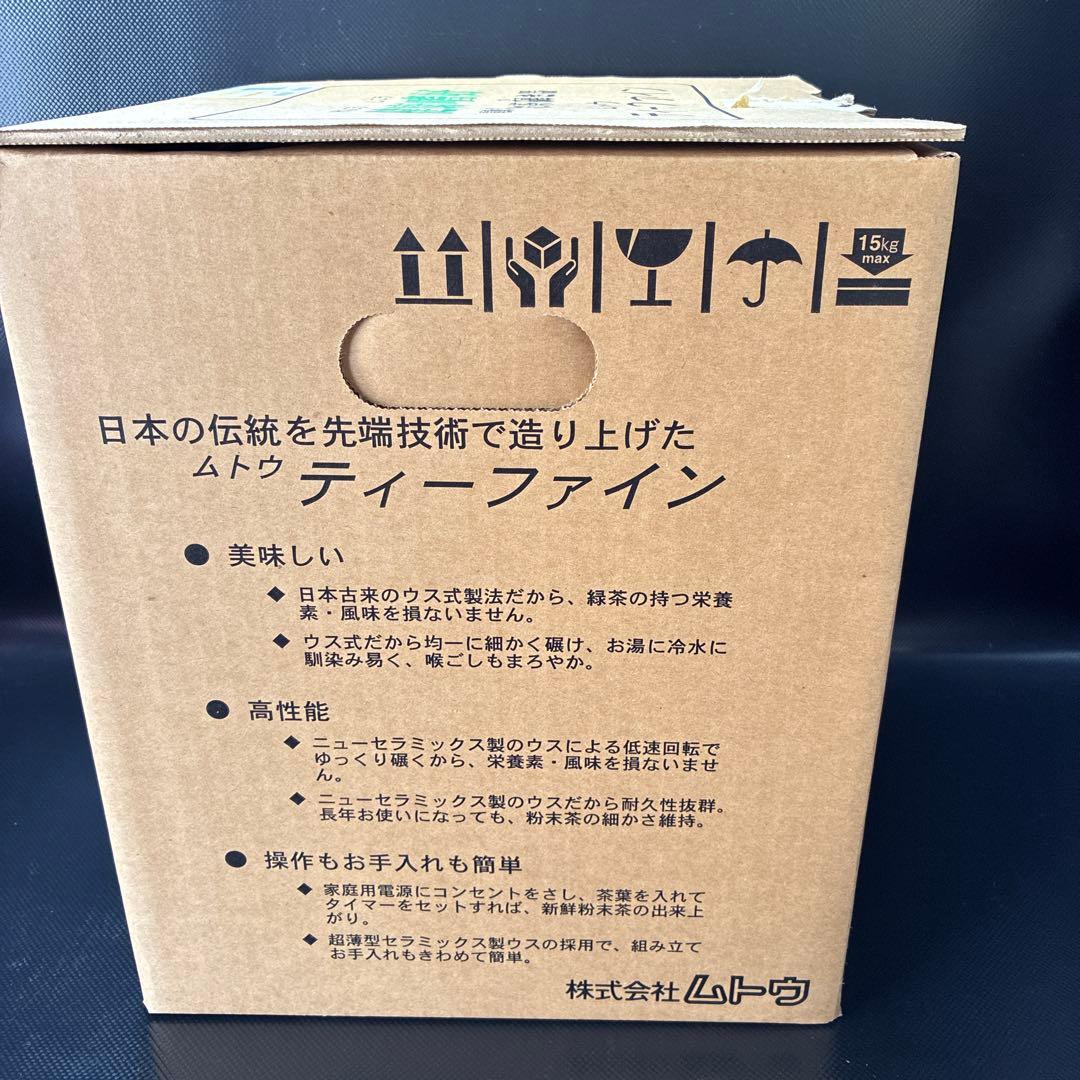 15kg
max
日本の伝統を先端技術で造り上げた
ムトウ ティーファイン
● 美味しい
◆ 日本古来のウス式製法だから、緑茶の持つ栄養
素・風味を損ないません。
◆ ウス式だから均一に細かく碾け、お湯に冷水に
馴染み易く、喉ごしもまろやか。
● 高性能
◆ ニューセラミックス製のウスによる低速回転で
ゆっくり碾くから、栄養素・風味を損ないませ
ん。
◆ ニューセラミックス製のウスだから耐久性抜群。
長年お使いになっても、粉末茶の細かさ維持。
● 操作もお手入れも簡単
◆ 家庭用電源にコンセントをさし、茶葉を入れて
タイマーをセットすれば、新鮮粉末茶の出来上
がり。
◆ 超薄型セラミックス製ウスの採用で、組み立て
お手入れもきわめて簡単。
株式会社ムトウ